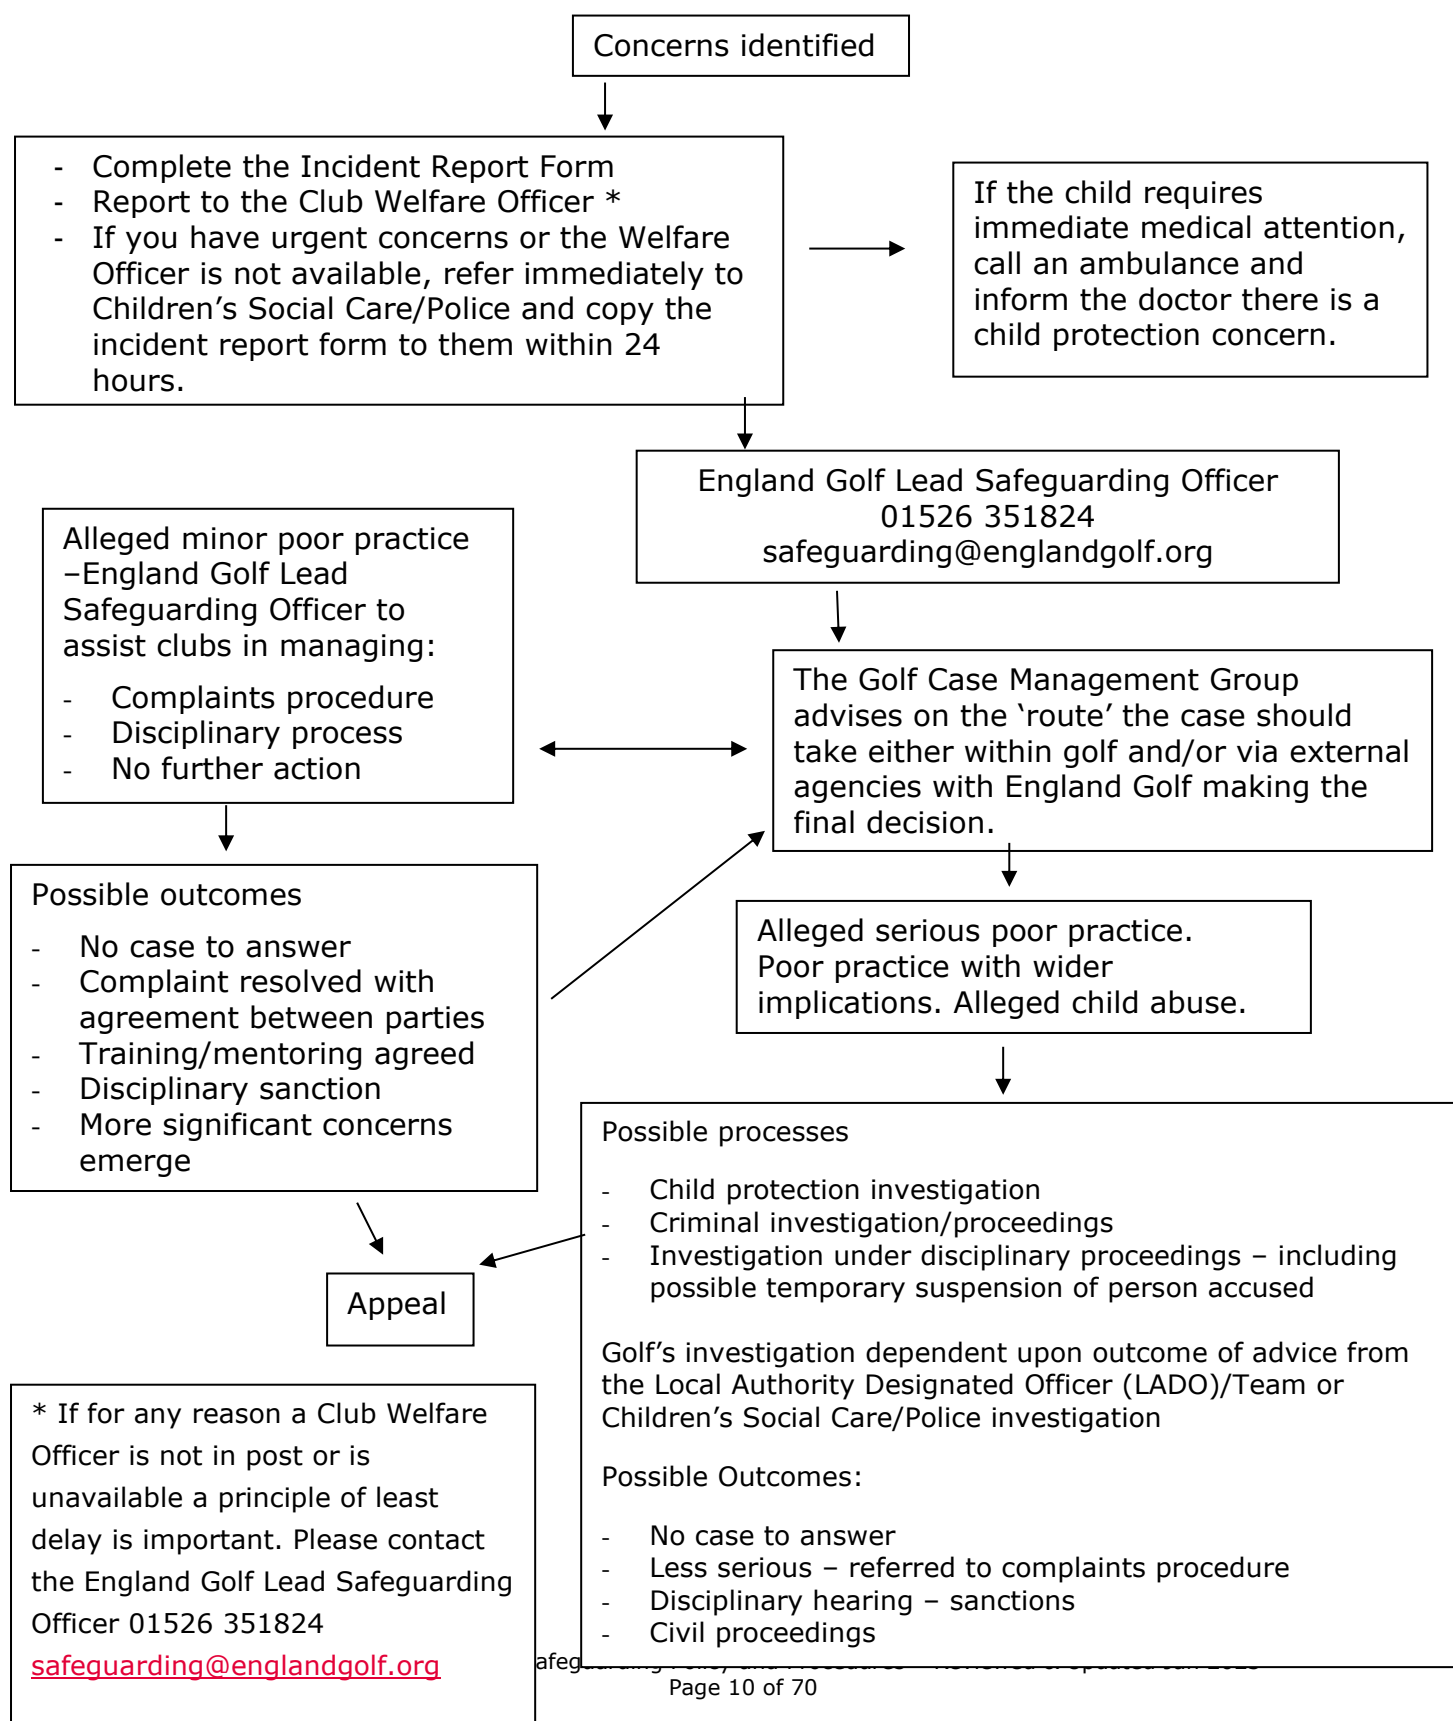 Concerns identified
- Complete the Incident Report Form
- Report to the Club Welfare Officer *
- If you have urgent concerns or the Welfare
Officer is not available, refer immediately to
Children’s Social Care/Police and copy the
incident report form to them within 24
hours.
If the child requires
immediate medical attention,
call an ambulance and
inform the doctor there is a
child protection concern.
England Golf Lead Safeguarding Officer
01526 351824
safeguarding@englandgolf.org
Alleged minor poor practice
–England Golf Lead
Safeguarding Officer to
assist clubs in managing:
- Complaints procedure
- Disciplinary process
- No further action
The Golf Case Management Group
advises on the ‘route’ the case should
take either within golf and/or via external
agencies with England Golf making the
final decision.
Possible outcomes
- No case to answer
- Complaint resolved with
agreement between parties
- Training/mentoring agreed
- Disciplinary sanction
- More significant concerns
emerge
Alleged serious poor practice.
Poor practice with wider
implications. Alleged child abuse.
Possible processes
- Child protection investigation
- Criminal investigation/proceedings
- Investigation under disciplinary proceedings – including
possible temporary suspension of person accused
Golf’s investigation dependent upon outcome of advice from
the Local Authority Designated Officer (LADO)/Team or
Children’s Social Care/Police investigation
Possible Outcomes:
- No case to answer
- Less serious – referred to complaints procedure
- Disciplinary hearing – sanctions
- Civil proceedings
Appeal
* If for any reason a Club Welfare
Officer is not in post or is
unavailable a principle of least
delay is important. Please contact
the England Golf Lead Safeguarding
Officer 01526 351824
safeguarding@englandgolf.org
Page 10 of 70